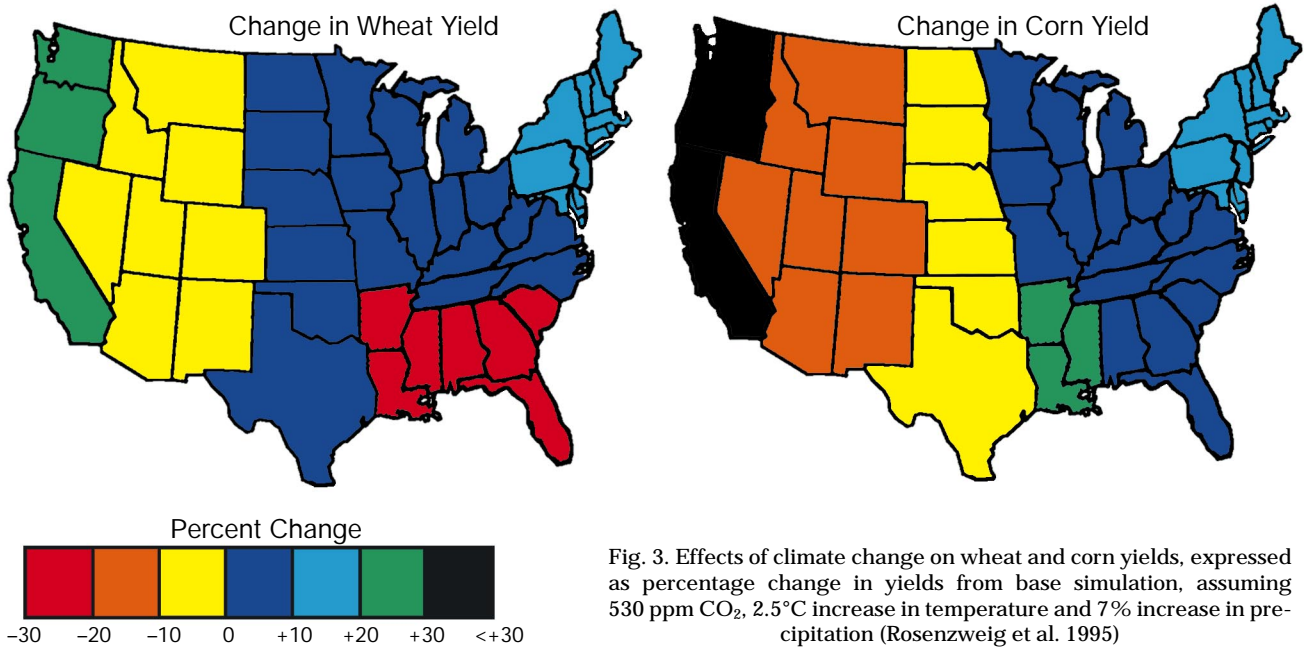 Change in Wheat Yield
Change in Corn Yield
Percent Change
−30 −20 −10 0 +10 +20 +30 <+30
Fig. 3. Effects of climate change on wheat and corn yields, expressed
as percentage change in yields from base simulation, assuming
530 ppm CO₂, 2.5°C increase in temperature and 7% increase in pre-
cipitation (Rosenzweig et al. 1995)